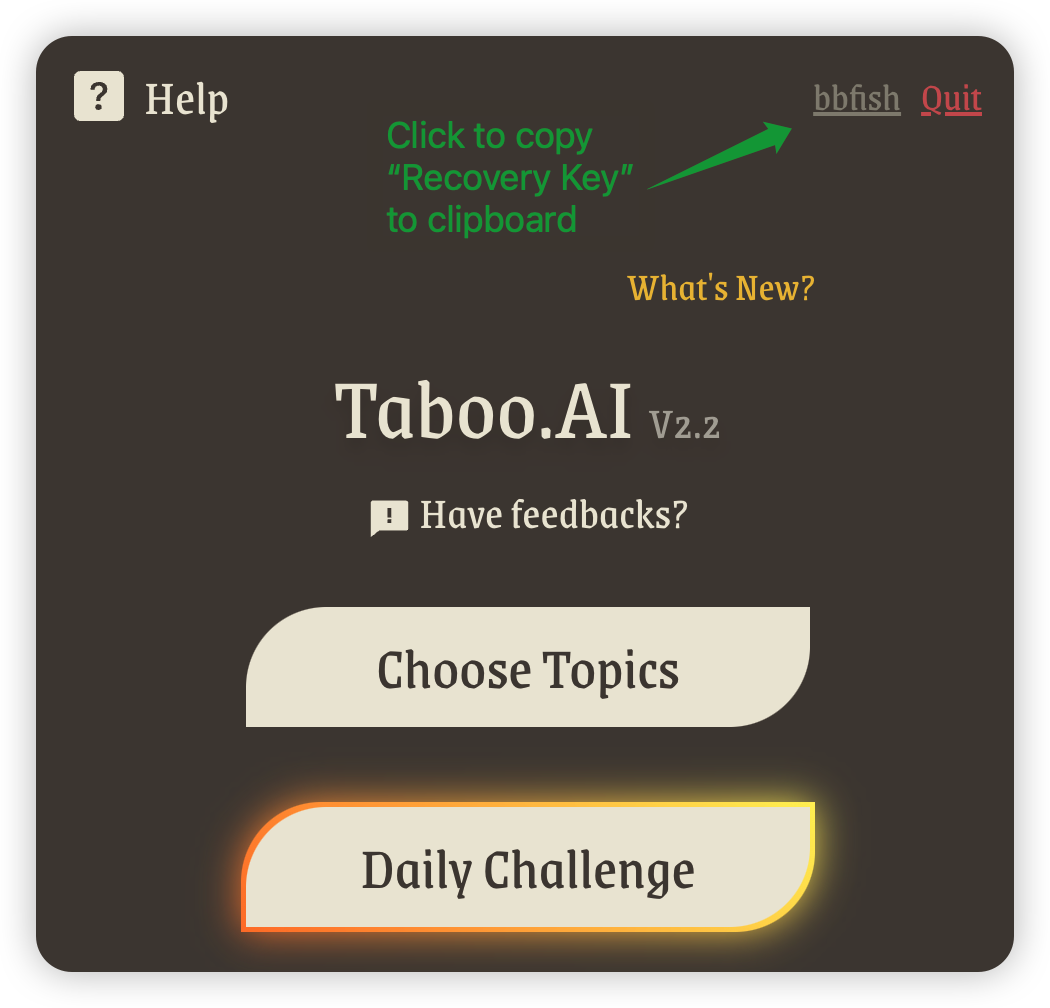 ? Help
bbfish Quit
Click to copy
“Recovery Key”
to clipboard
What's New?
Taboo.AI V2.2
! Have feedbacks?
Choose Topics
Daily Challenge